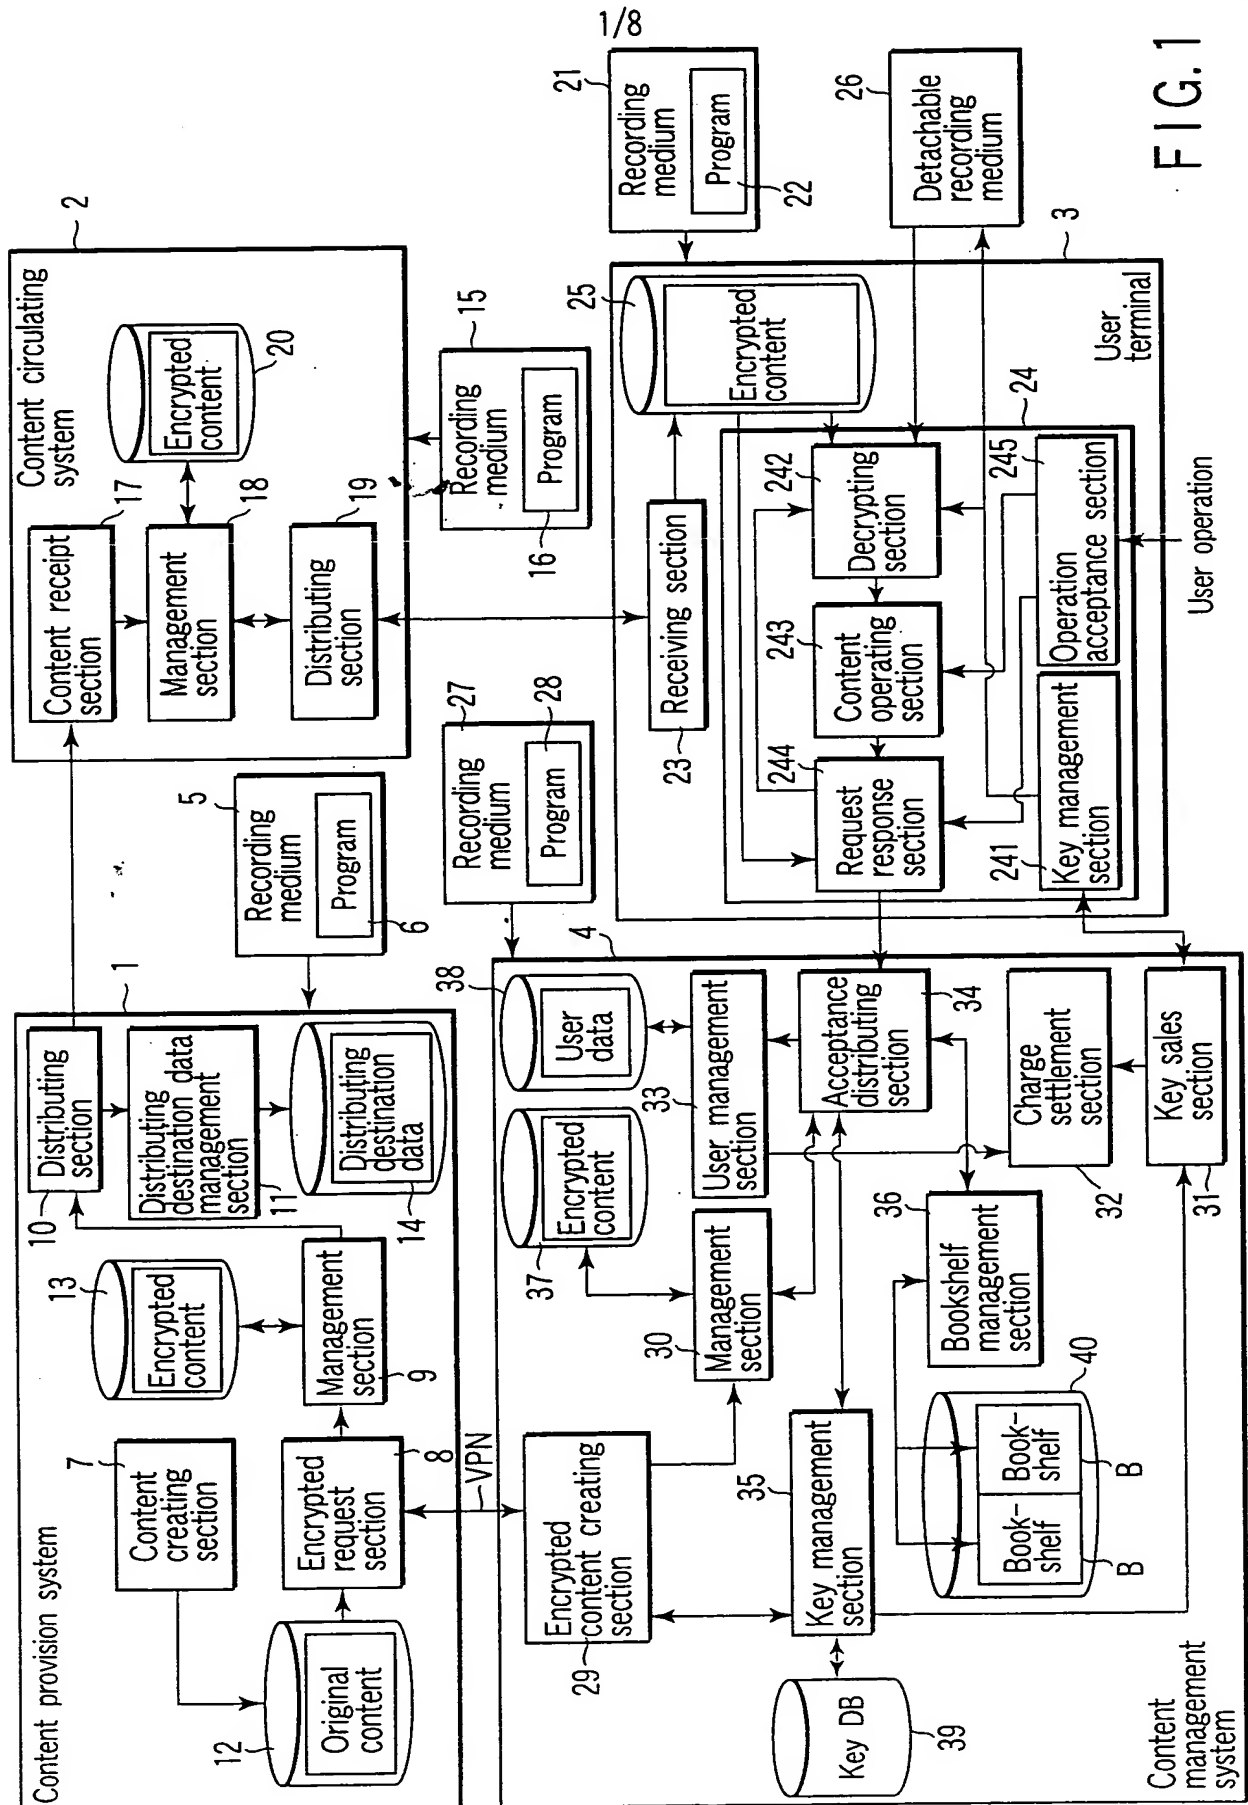 1/8
Content provision system
1
7
Content
creating
section
12
Original
content
Encrypted
request
section
8
13
Encrypted
content
Management
section
9
10
Distributing
section
Distributing
destination data
management
section
11
Distributing
destination
data
14
5
Recording
medium
Program
6
Content circulating
system
2
Content receipt
section
17
Management
section
18
Encrypted
content
20
Distributing
section
19
15
Recording
medium
Program
16
VPN
Content
management
system
4
27
Recording
medium
Program
28
Encrypted
content creating
section
29
Key DB
39
35
Key management
section
30
Management
section
37
Encrypted
content
38
User data
33
User management
section
Acceptance
distributing
section
34
36
Bookshelf management
section
40
Book-
shelf
B
Book-
shelf
B
Charge
settlement
section
32
Key sales
section
31
User
terminal
3
21
Recording
medium
Program
22
23
Receiving section
25
Encrypted
content
24
242
Decrypting
section
243
Content
operating
section
244
Request
response
section
241
Key management
section
245
Operation
acceptance section
User operation
26
Detachable
recording
medium
FIG.1